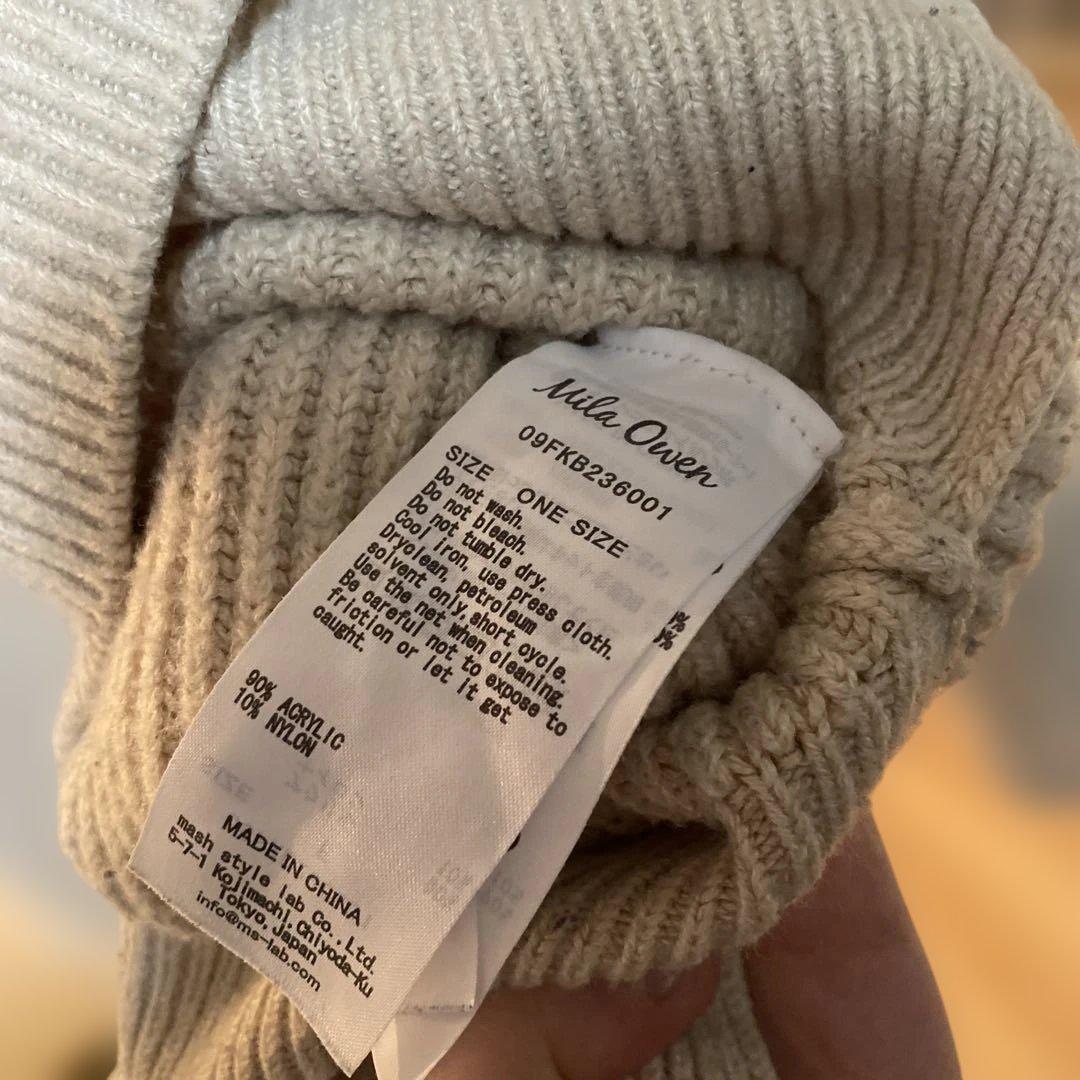 Mila Owen
09FKB236001
SIZE ONE SIZE
Do not wash.
Do not bleach.
Do not tumble dry.
Cool iron, use press cloth.
Dryclean, petroleum
solvent only,short cycle.
Use the net when cleaning.
Be careful not to expose to
friction or let it get
caught.
90% ACRYLIC
10% NYLON
MADE IN CHINA
mash style lab Co.,Ltd.
5-7-1 Kojimachi,Chiyoda-Ku
Tokyo,Japan
info@ms-lab.com